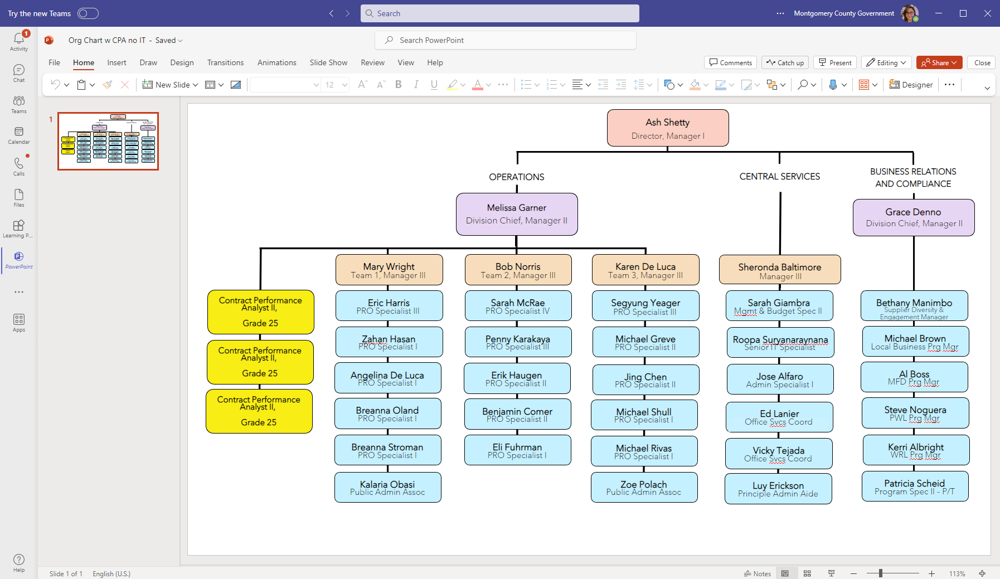 Try the new Teams
Search
Montgomery County Government
Activity
1
Chat
Teams
Calendar
Calls
Files
Learning P...
PowerPoint
Apps
Help
Org Chart w CPA no IT - Saved
Search PowerPoint
File Home Insert Draw Design Transitions Animations Slide Show Review View Help
Comments Catch up Present Editing Share Close
New Slide
12
Designer
1
Ash Shetty
Director, Manager I
OPERATIONS
CENTRAL SERVICES
BUSINESS RELATIONS
AND COMPLIANCE
Melissa Garner
Division Chief, Manager II
Grace Denno
Division Chief, Manager II
Contract Performance
Analyst II,
Grade 25
Contract Performance
Analyst II,
Grade 25
Contract Performance
Analyst II,
Grade 25
Mary Wright
Team 1, Manager III
Eric Harris
PRO Specialist III
Zahan Hasan
PRO Specialist I
Angelina De Luca
PRO Specialist I
Breanna Oland
PRO Specialist I
Breanna Stroman
PRO Specialist I
Kalaria Obasi
Public Admin Assoc
Bob Norris
Team 2, Manager III
Sarah McRae
PRO Specialist IV
Penny Karakaya
PRO Specialist III
Erik Haugen
PRO Specialist II
Benjamin Comer
PRO Specialist II
Eli Fuhrman
PRO Specialist I
Karen De Luca
Team 3, Manager III
Segyung Yeager
PRO Specialist III
Michael Greve
PRO Specialist II
Jing Chen
PRO Specialist II
Michael Shull
PRO Specialist I
Michael Rivas
PRO Specialist I
Zoe Polach
Public Admin Assoc
Sheronda Baltimore
Manager III
Sarah Giambra
Mgmt & Budget Spec II
Roopa Suryanaraynana
Senior IT Specialist
Jose Alfaro
Admin Specialist I
Ed Lanier
Office Svcs Coord
Vicky Tejada
Office Svcs Coord
Luy Erickson
Principle Admin Aide
Bethany Manimbo
Supplier Diversity &
Engagement Manager
Michael Brown
Local Business Prg Mgr
Al Boss
MFD Prg Mgr
Steve Noguera
PWL Prg Mgr
Kerri Albright
WRL Prg Mgr
Patricia Scheid
Program Spec II - P/T
Slide 1 of 1 English (U.S.)
Notes
113%